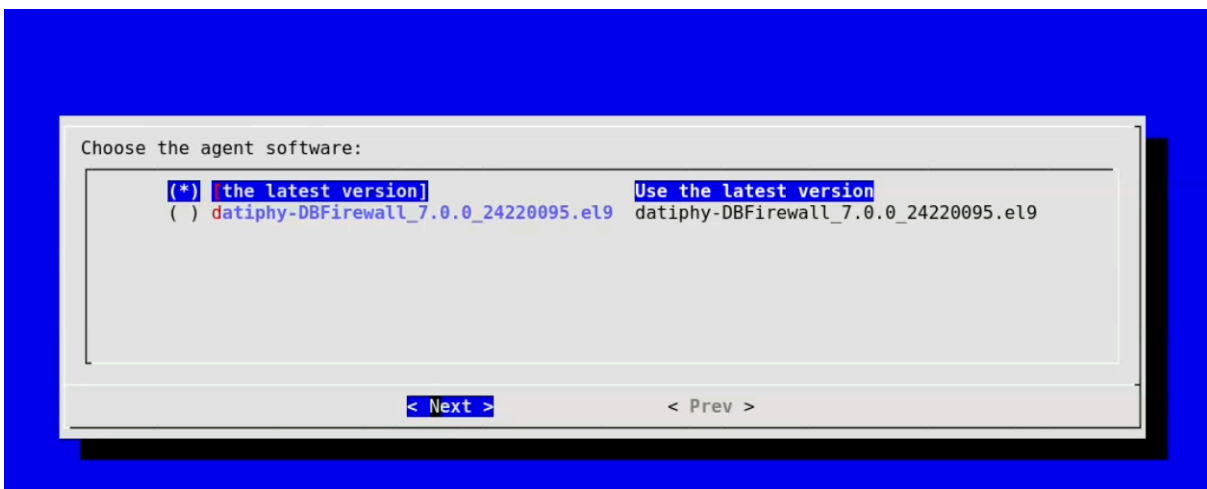 Choose the agent software:
(*) [the latest version] Use the latest version
( ) datiphy-DBFirewall_7.0.0_24220095.el9 datiphy-DBFirewall_7.0.0_24220095.el9
< Next > < Prev >